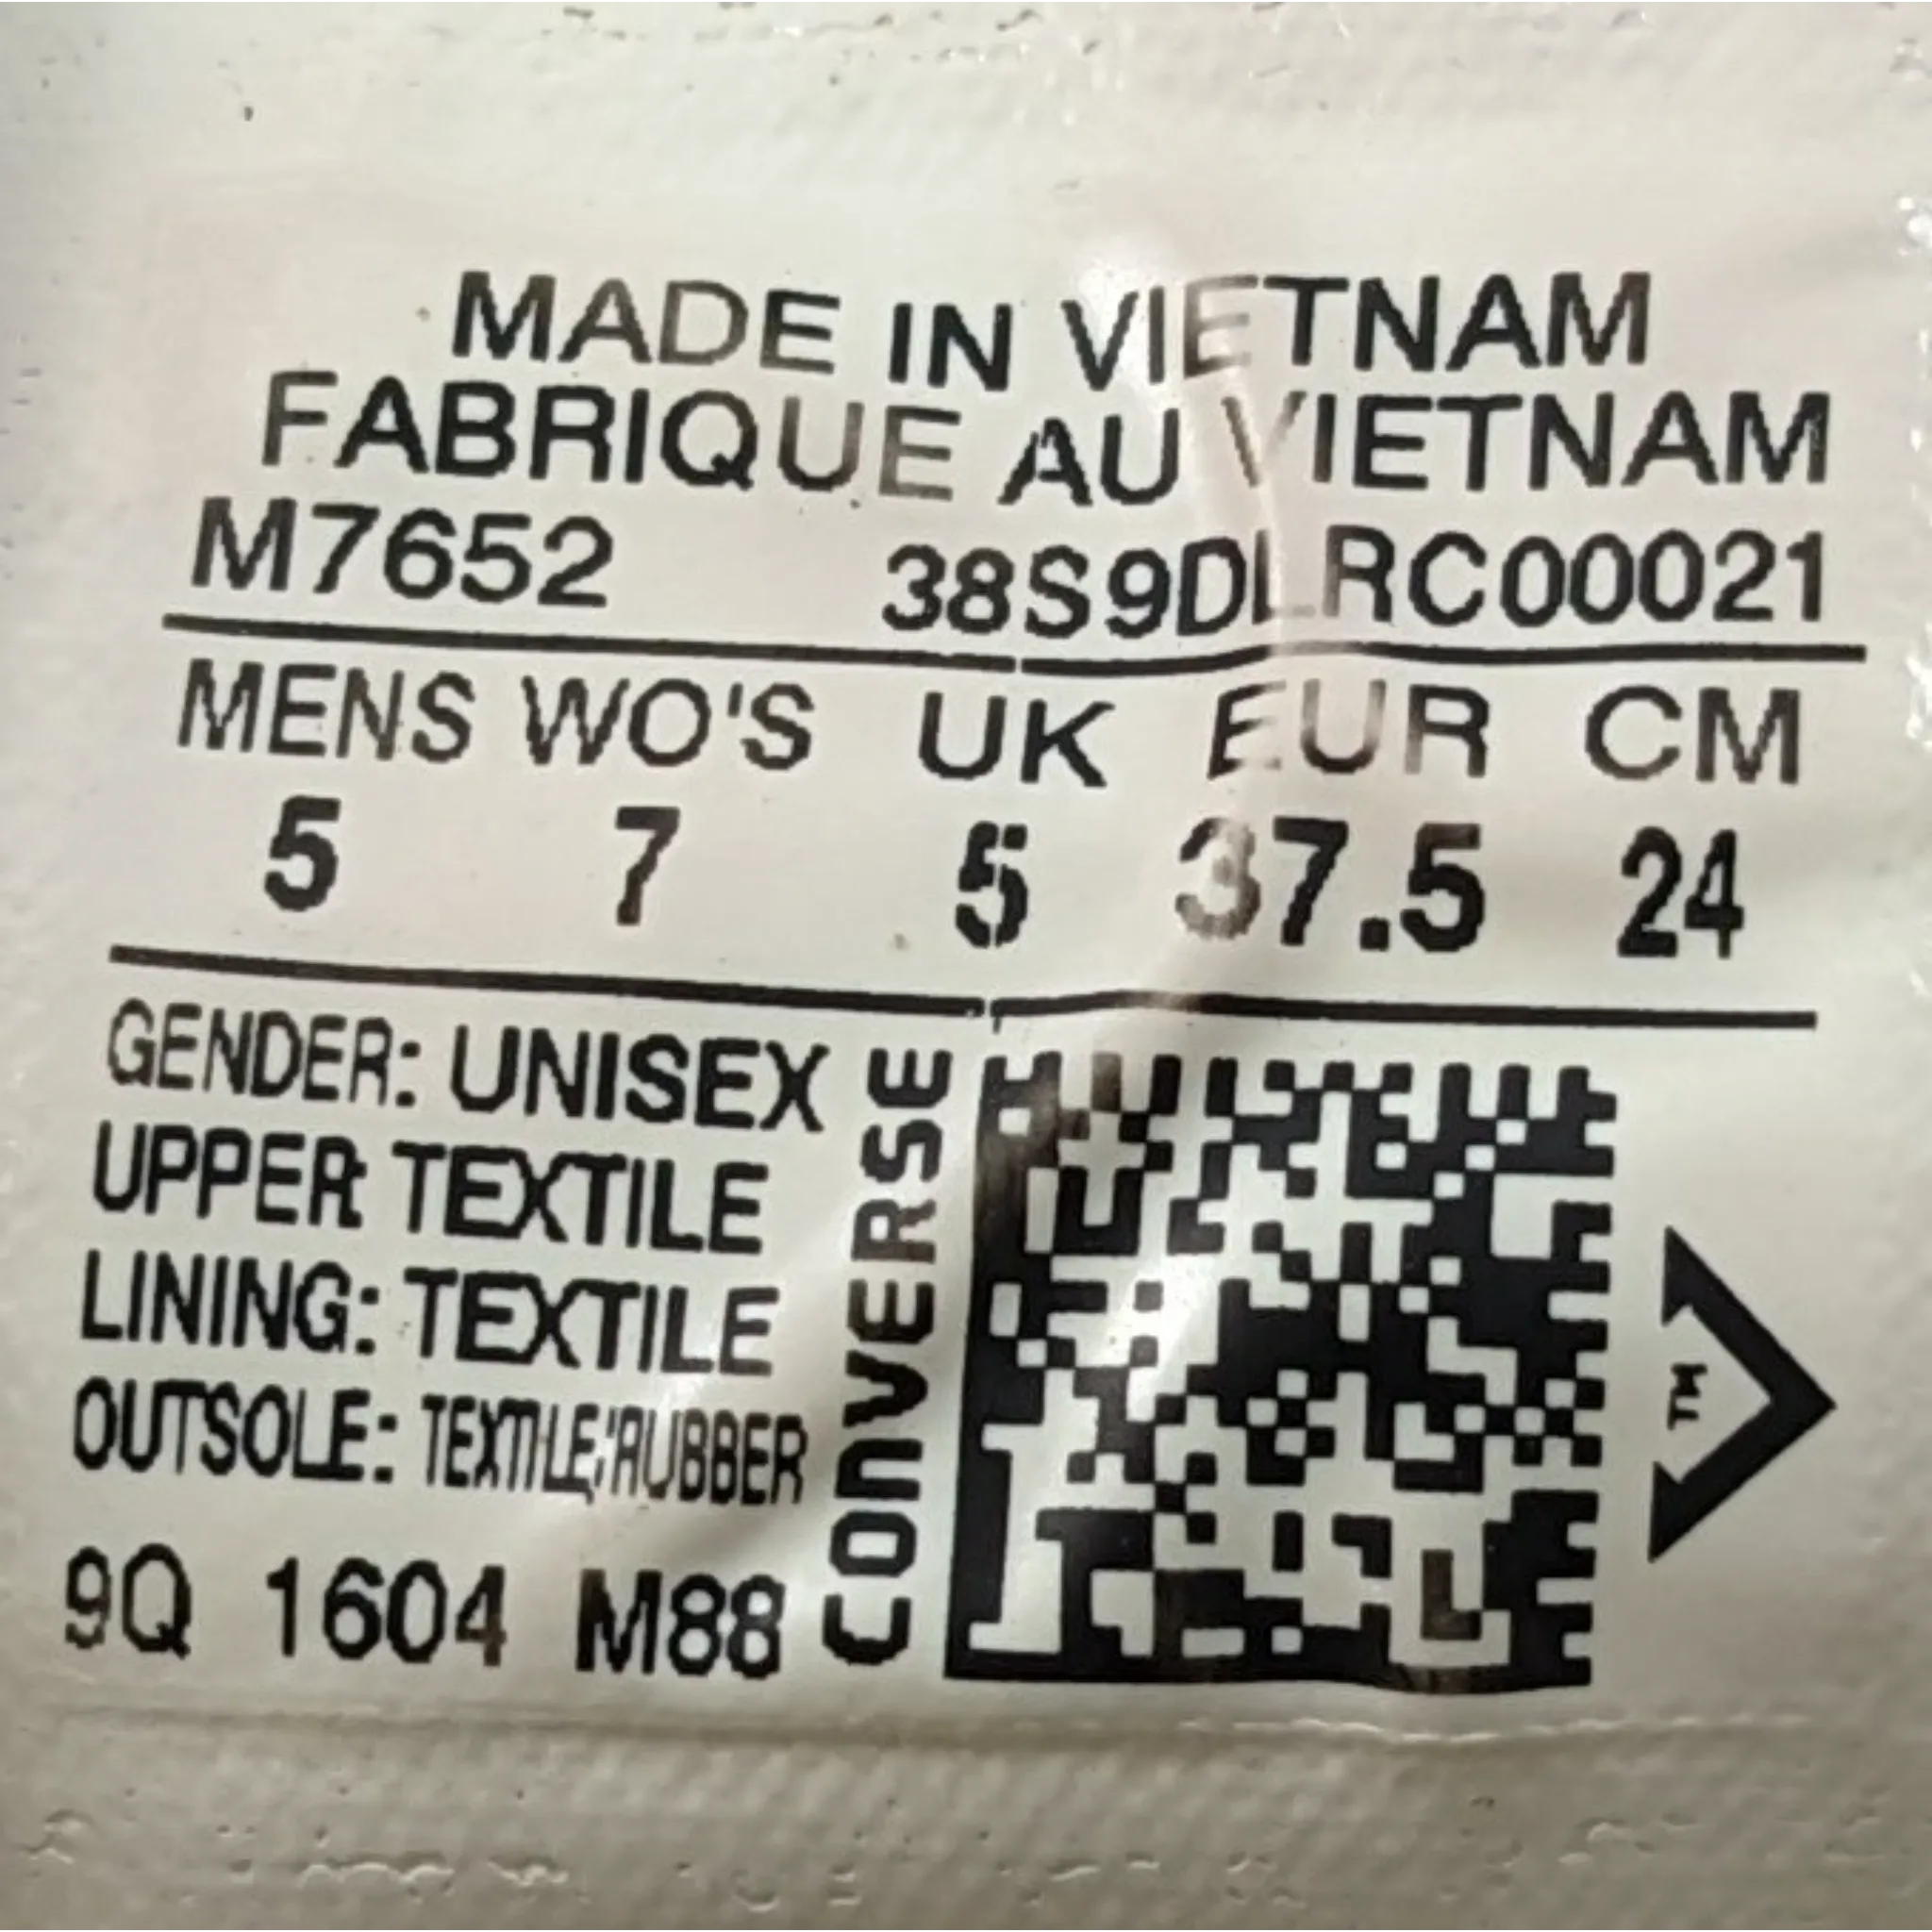 MADE IN VIETNAM
FABRIQUE AU VIETNAM
M7652 38S9DLRC00021
MENS WO'S UK EUR CM
5 7 5 37.5 24
GENDER: UNISEX
UPPER: TEXTILE
LINING: TEXTILE
OUTSOLE: TEXTILE/RUBBER
9Q 1604 M88
CONVERSE
TM